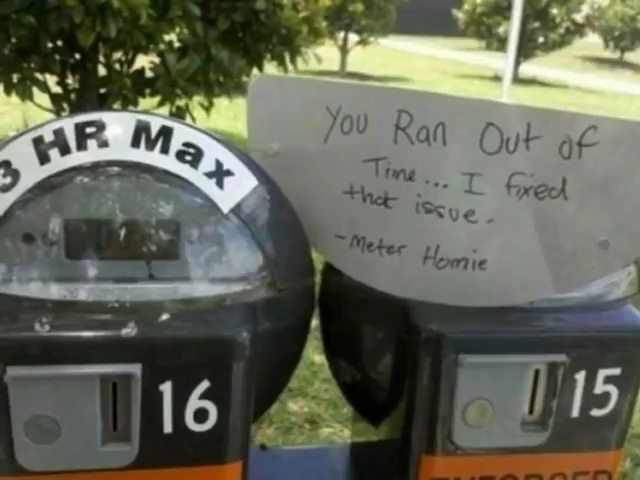 3 HR Max
You Ran Out of
Time... I fixed
that issue.
-Meter Homie
16
15